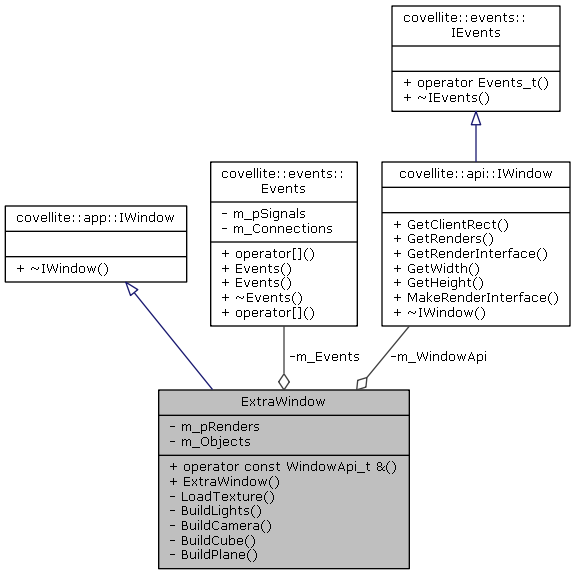 covellite::events::
IEvents
+ operator Events_t()
+ ~IEvents()
covellite::app::IWindow
+ ~IWindow()
covellite::events::
Events
- m_pSignals
- m_Connections
+ operator[]()
+ Events()
+ Events()
+ ~Events()
+ operator[]()
covellite::api::IWindow
+ GetClientRect()
+ GetRenders()
+ GetRenderInterface()
+ GetWidth()
+ GetHeight()
+ MakeRenderInterface()
+ ~IWindow()
-m_Events
-m_WindowApi
ExtraWindow
- m_pRenders
- m_Objects
+ operator const WindowApi_t &()
+ ExtraWindow()
- LoadTexture()
- BuildLights()
- BuildCamera()
- BuildCube()
- BuildPlane()